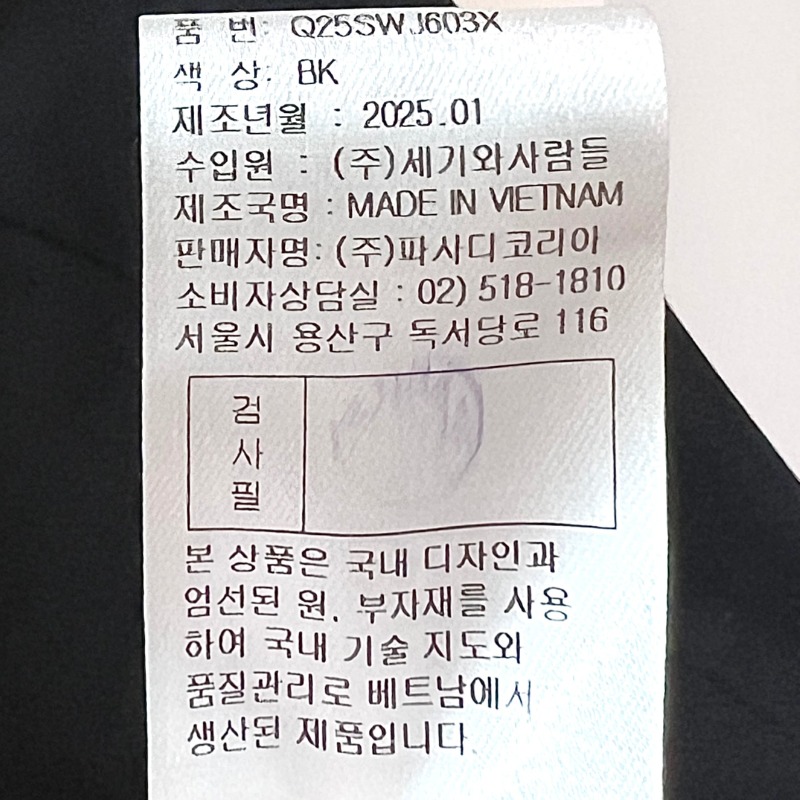 품 번: Q25SWJ603X
색 상: BK
제조년월 : 2025.01
수입원 : (주)세기와사람들
제조국명 : MADE IN VIETNAM
판매자명: (주)파시디코리아
소비자상담실 : 02) 518-1810
서울시 용산구 독서당로 116
검
사
필
본 상품은 국내 디자인과
엄선된 원. 부자재를 사용
하여 국내 기술 지도와
품질관리로 베트남에서
생산된 제품입니다.